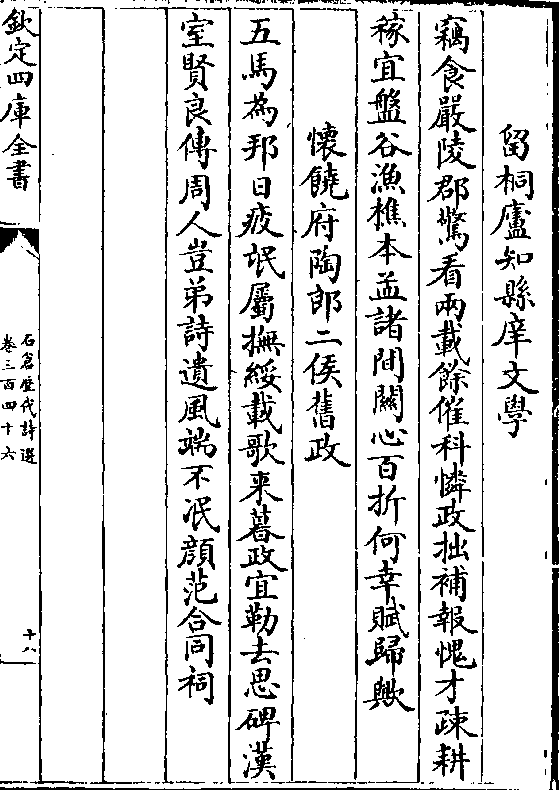 留桐廬知縣庠文學
竊食嚴陵郡驚看兩載餘催科憐政拙補報愧才疎耕
稼宜盤谷漁樵本孟諸間關心百折何幸賦歸歟
懷饒府陶郎二侯舊政
五馬為邦日疲氓屬撫綏載歌来暮政宜勒去思碑漢
室賢良傳周人豈弟詩遺風端不泯顔范合同祠
欽定四庫全書
石倉歷代詩選
卷三百四十六
十八